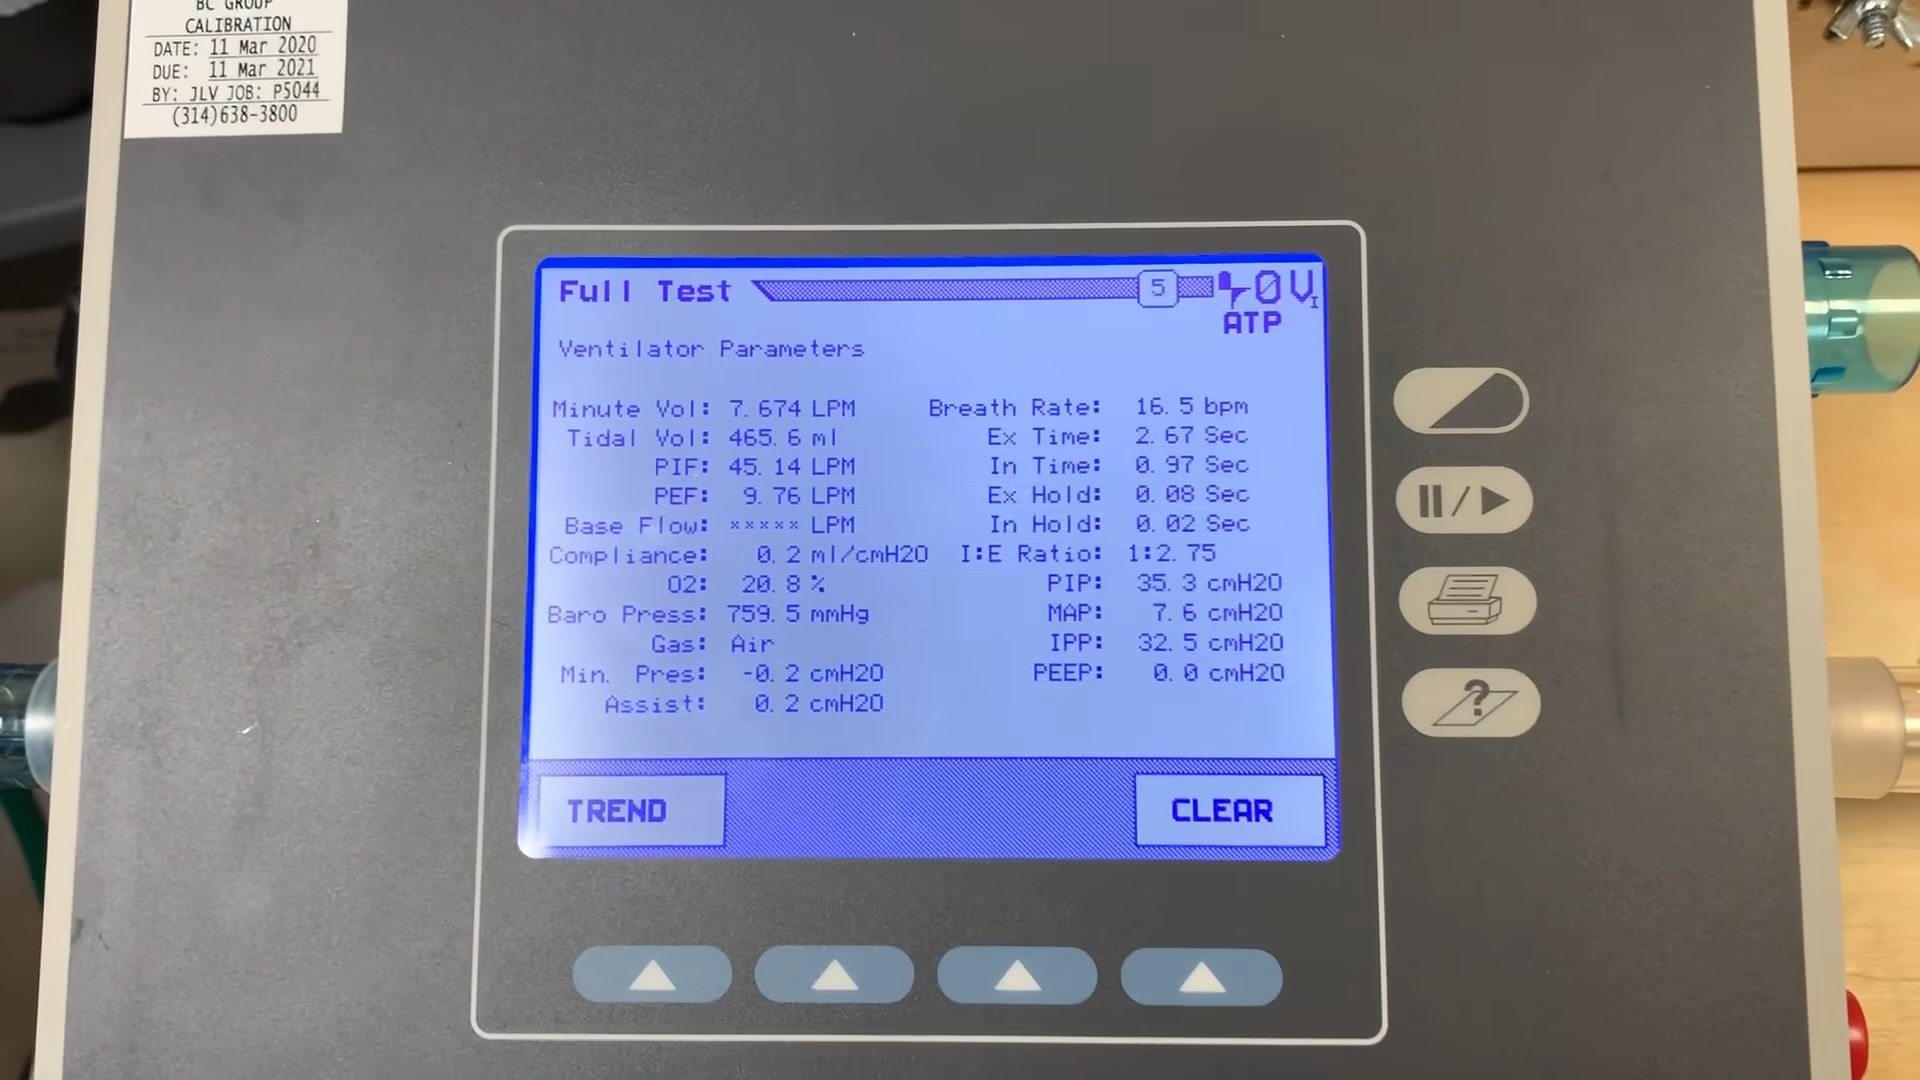 BC GROUP
CALIBRATION
DATE: 11 Mar 2020
DUE: 11 Mar 2021
BY: JLV JOB: P5044
(314)638-3800
Full Test
5
0 VI
ATP
Ventilator Parameters
Minute Vol: 7.674 LPM
Tidal Vol: 465.6 ml
PIF: 45.14 LPM
PEF: 9.76 LPM
Base Flow: ***** LPM
Compliance: 0.2 ml/cmH2O
O2: 20.8 %
Baro Press: 759.5 mmHg
Gas: Air
Min. Pres: -0.2 cmH2O
Assist: 0.2 cmH2O
Breath Rate: 16.5 bpm
Ex Time: 2.67 Sec
In Time: 0.97 Sec
Ex Hold: 0.08 Sec
In Hold: 0.02 Sec
I:E Ratio: 1:2.75
PIP: 35.3 cmH2O
MAP: 7.6 cmH2O
IPP: 32.5 cmH2O
PEEP: 0.0 cmH2O
TREND
CLEAR